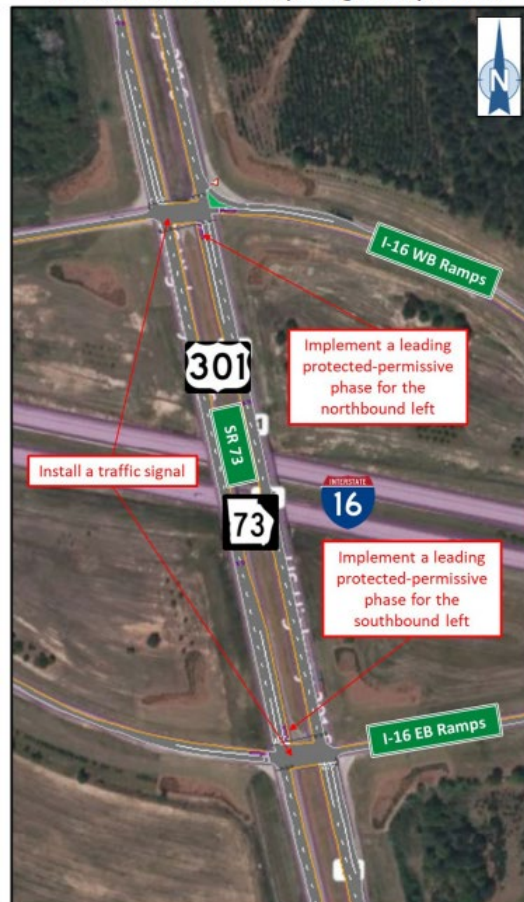 N
I-16 WB Ramps
301
Implement a leading
protected-permissive
phase for the
northbound left
SR 73
Install a traffic signal
INTERSTATE
16
73
Implement a leading
protected-permissive
phase for the
southbound left
I-16 EB Ramps